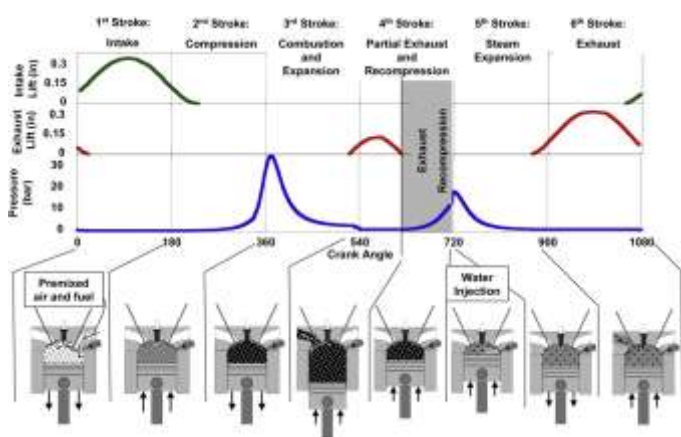 1st Stroke:
Intake
2nd Stroke:
Compression
3rd Stroke:
Combustion
and
Expansion
4th Stroke:
Partial Exhaust
and
Recompression
5th Stroke:
Steam
Expansion
6th Stroke:
Exhaust
Intake
Lift (in)
0.3
0.15
0
Exhaust
Lift (in)
0.3
0.15
0
Pressure
(bar)
30
20
10
0
Exhaust
Recompression
0
180
360
540
720
900
1080
Crank Angle
Premixed
air and fuel
Water
Injection